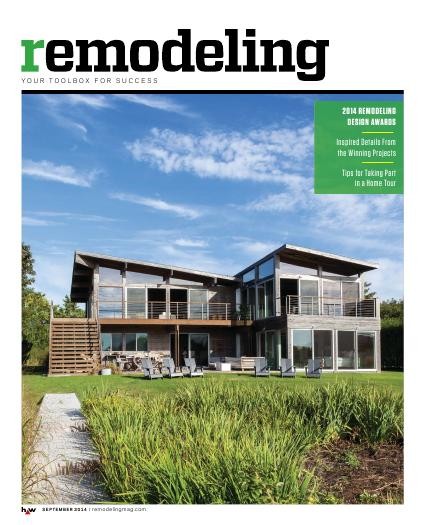 remodeling
YOUR TOOLBOX FOR SUCCESS
2014 REMODELING
DESIGN AWARDS
Inspired Details From
the Winning Projects
Tips for Taking Part
in a Home Tour
h/w SEPTEMBER 2014 / remodelingmag.com